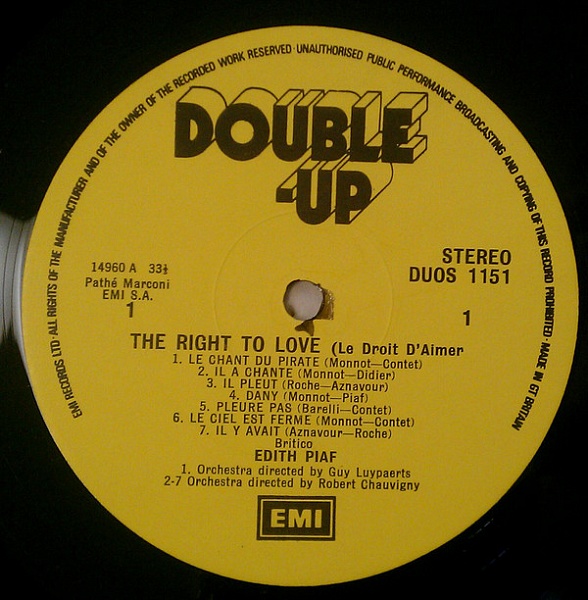 EMI RECORDS LTD · ALL RIGHTS OF THE MANUFACTURER AND OF THE OWNER OF THE RECORDED WORK RESERVED · UNAUTHORISED PUBLIC PERFORMANCE BROADCASTING AND COPYING OF THIS RECORD PROHIBITED · MADE IN GT BRITAIN
DOUBLE
-UP
STEREO
DUOS 1151
14960 A 33⅓
Pathé Marconi
EMI S.A.
1
1
THE RIGHT TO LOVE (Le Droit D'Aimer
1. LE CHANT DU PIRATE (Monnot—Contet)
2. IL A CHANTE (Monnot—Didier)
3. IL PLEUT (Roche—Aznavour)
4. DANY (Monnot—Piaf)
5. PLEURE PAS (Barelli—Contet)
6. LE CIEL EST FERME (Monnot—Contet)
7. IL Y AVAIT (Aznavour—Roche)
Britico
EDITH PIAF
1. Orchestra directed by Guy Luypaerts
2-7 Orchestra directed by Robert Chauvigny
EMI